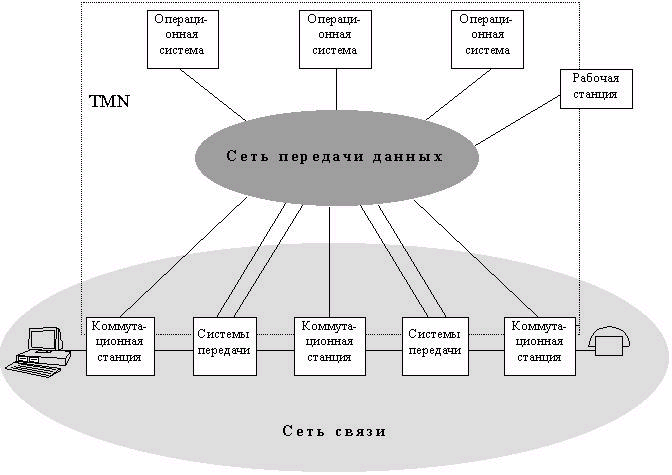 Операци-
онная
система
Операци-
онная
система
Операци-
онная
система
Рабочая
станция
TMN
Сеть передачи данных
Коммута-
ционная
станция
Системы
передачи
Коммута-
ционная
станция
Системы
передачи
Коммута-
ционная
станция
Сеть связи